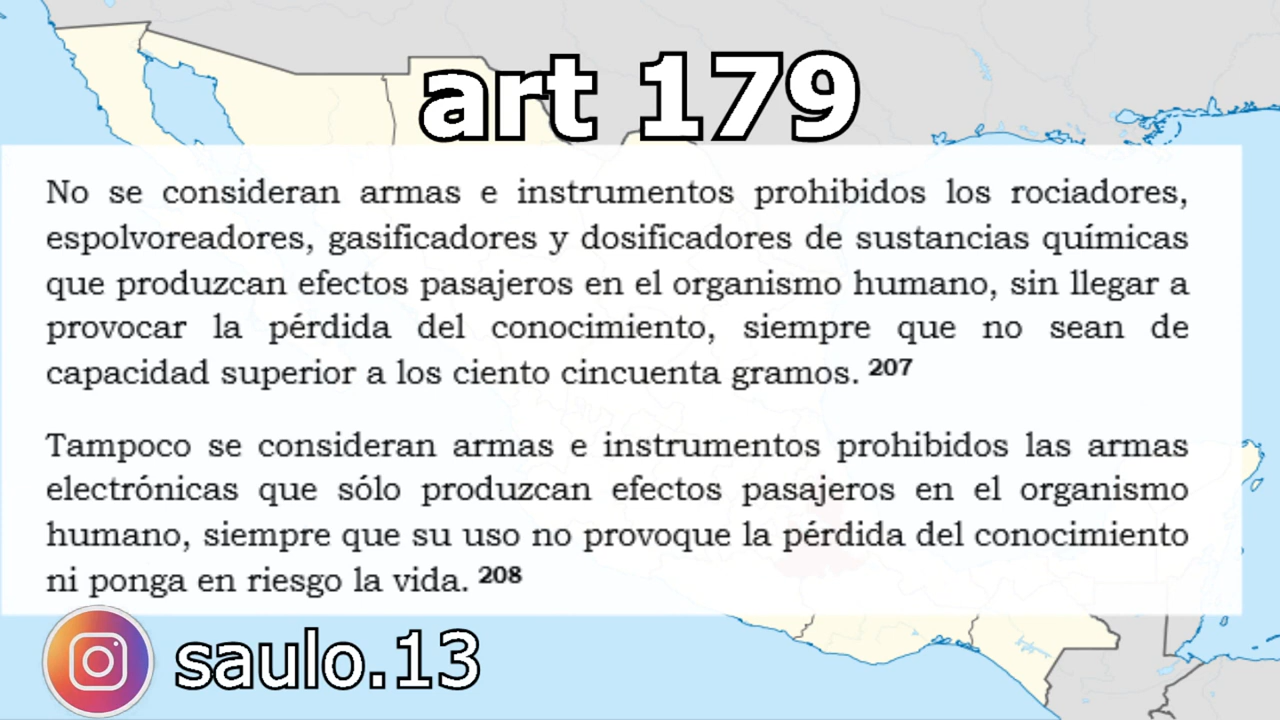 art 179
No se consideran armas e instrumentos prohibidos los rociadores,
espolvoreadores, gasificadores y dosificadores de sustancias químicas
que produzcan efectos pasajeros en el organismo humano, sin llegar a
provocar la pérdida del conocimiento, siempre que no sean de
capacidad superior a los ciento cincuenta gramos. 207
Tampoco se consideran armas e instrumentos prohibidos las armas
electrónicas que sólo produzcan efectos pasajeros en el organismo
humano, siempre que su uso no provoque la pérdida del conocimiento
ni ponga en riesgo la vida. 208
saulo.13